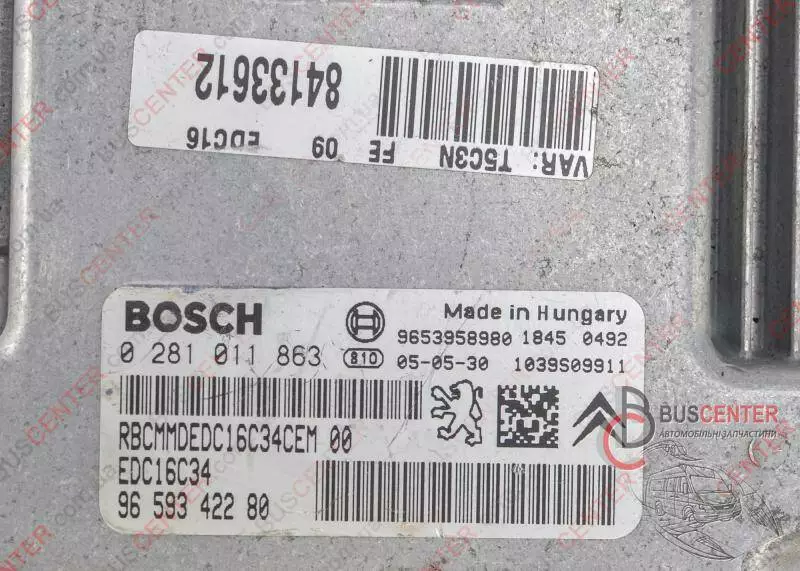 84133612
VAR: T5C3N FE 09 EDC16
BOSCH
Made in Hungary
9653958980 1845 0492
0 281 011 863 810 05-05-30 1039S09911
RBCMMDEDC16C34CEM 00
EDC16C34
96 593 422 80
BUSCENTER
АВТОМОБІЛЬНІ ЗАПЧАСТИНИ